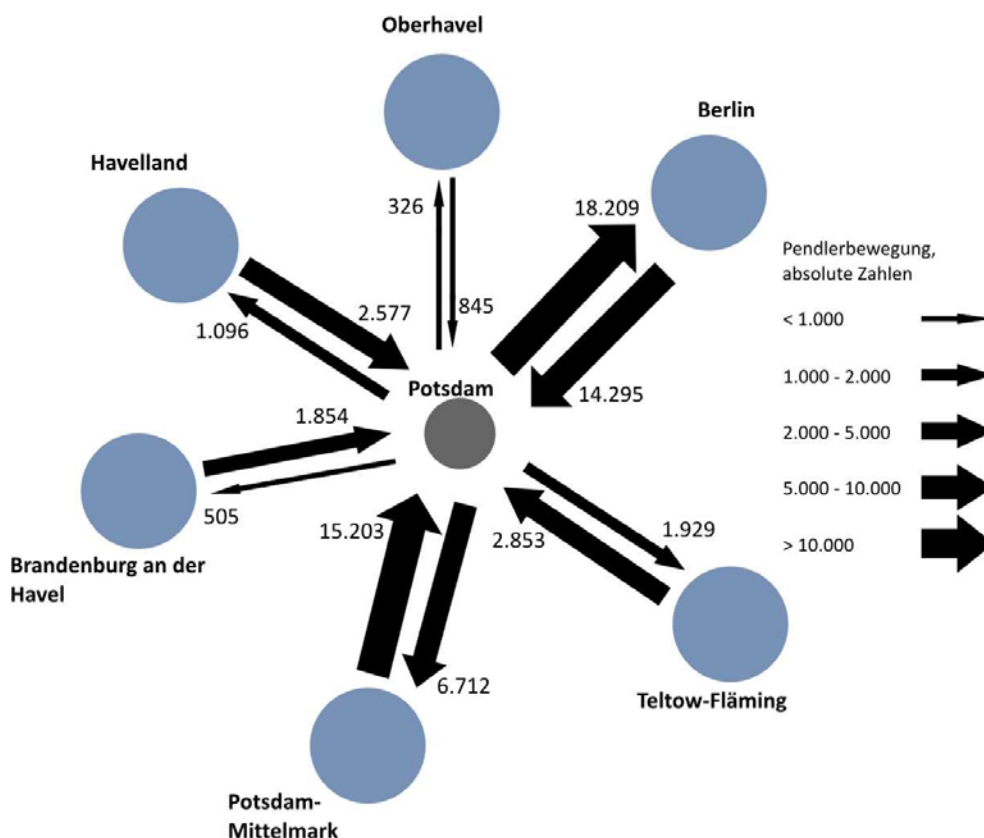 Oberhavel
Berlin
Havelland
326
18.209
Pendlerbewegung,
absolute Zahlen
845
2.577
1.096
< 1.000
Potsdam
1.000 - 2.000
14.295
1.854
2.000 - 5.000
505
5.000 - 10.000
15.203
2.853
1.929
> 10.000
Brandenburg an der
Havel
6.712
Teltow-Fläming
Potsdam-
Mittelmark